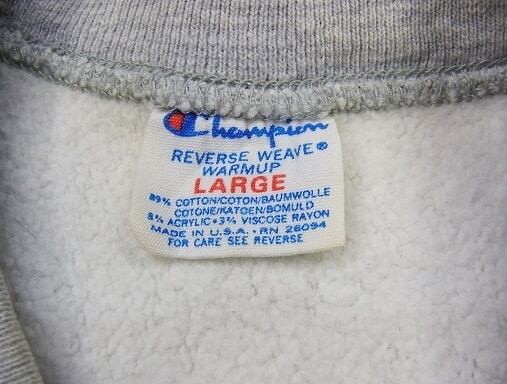 Champion
REVERSE WEAVE®
WARMUP
LARGE
89% COTTON/COTON/BAUMWOLLE
COTONE/KATOEN/BOMULD
8% ACRYLIC • 3% VISCOSE RAYON
MADE IN U.S.A. • RN 26094
FOR CARE SEE REVERSE